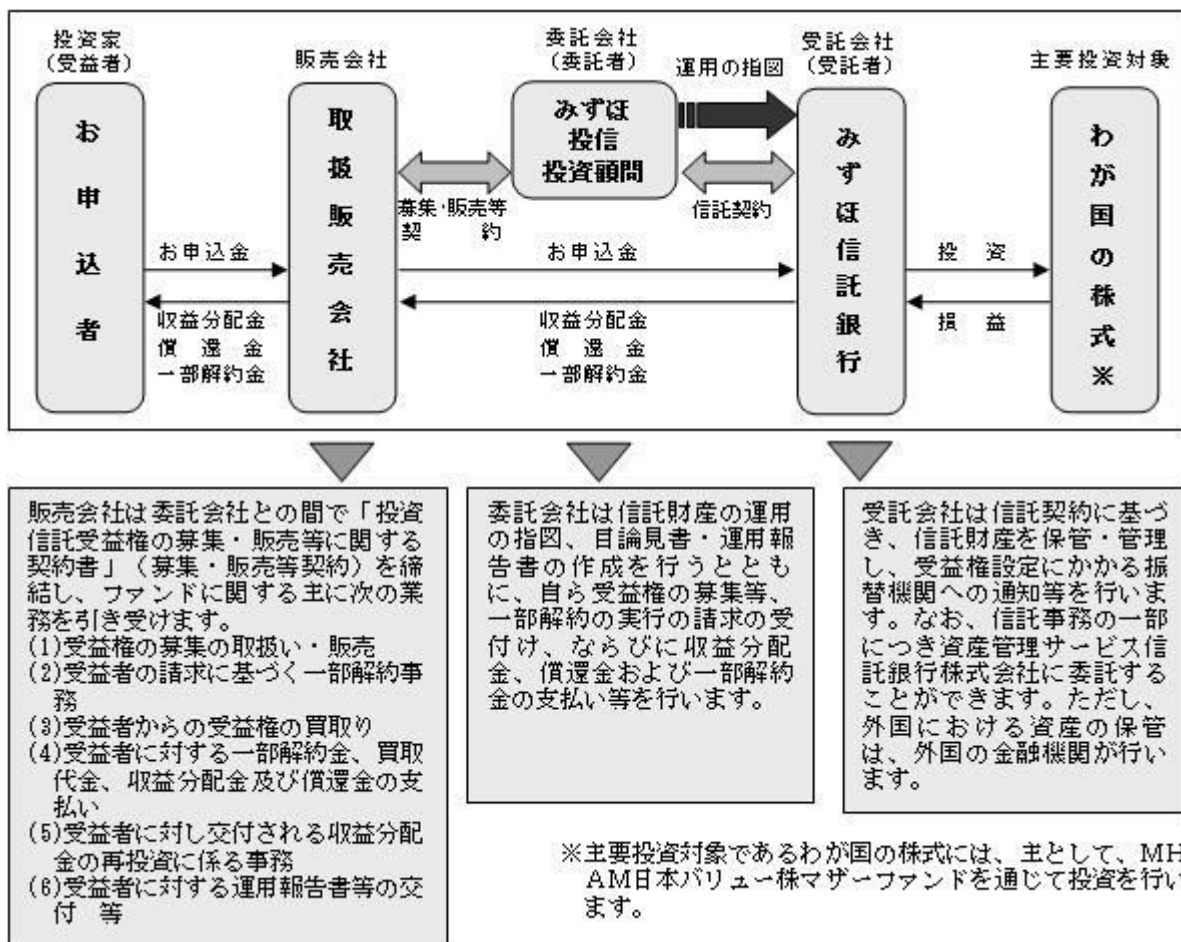 投資家
(受益者)
販売会社
委託会社
(委託者)
運用の指図
受託会社
(受託者)
主要投資対象
お申込者
取扱販売会社
みずほ
投信
投資顧問
みずほ信託銀行
わが国の株式※
募集・販売等
契約
信託契約
お申込金
収益分配金
償還金
一部解約金
お申込金
収益分配金
償還金
一部解約金
投資
損益
販売会社は委託会社との間で「投資
信託受益権の募集・販売等に関する
契約書」(募集・販売等契約)を締
結し、ファンドに関する主に次の業
務を引き受けます。
(1)受益権の募集の取扱い・販売
(2)受益者の請求に基づく一部解約事
務
(3)受益者からの受益権の買取り
(4)受益者に対する一部解約金、買取
代金、収益分配金及び償還金の支
払い
(5)受益者に対し交付される収益分配
金の再投資に係る事務
(6)受益者に対する運用報告書等の交
付 等
委託会社は信託財産の運用
の指図、目論見書・運用報
告書の作成を行うととも
に、自ら受益権の募集等、
一部解約の実行の請求の受
付け、ならびに収益分配
金、償還金および一部解約
金の支払い等を行います。
受託会社は信託契約に基づ
き、信託財産を保管・管理
し、受益権設定にかかる振
替機関への通知等を行いま
す。なお、信託事務の一部
につき資産管理サービス信
託銀行株式会社に委託する
ことができます。ただし、
外国における資産の保管
は、外国の金融機関が行い
ます。
※主要投資対象であるわが国の株式には、主として、MH
AM日本バリュー株マザーファンドを通じて投資を行い
ます。